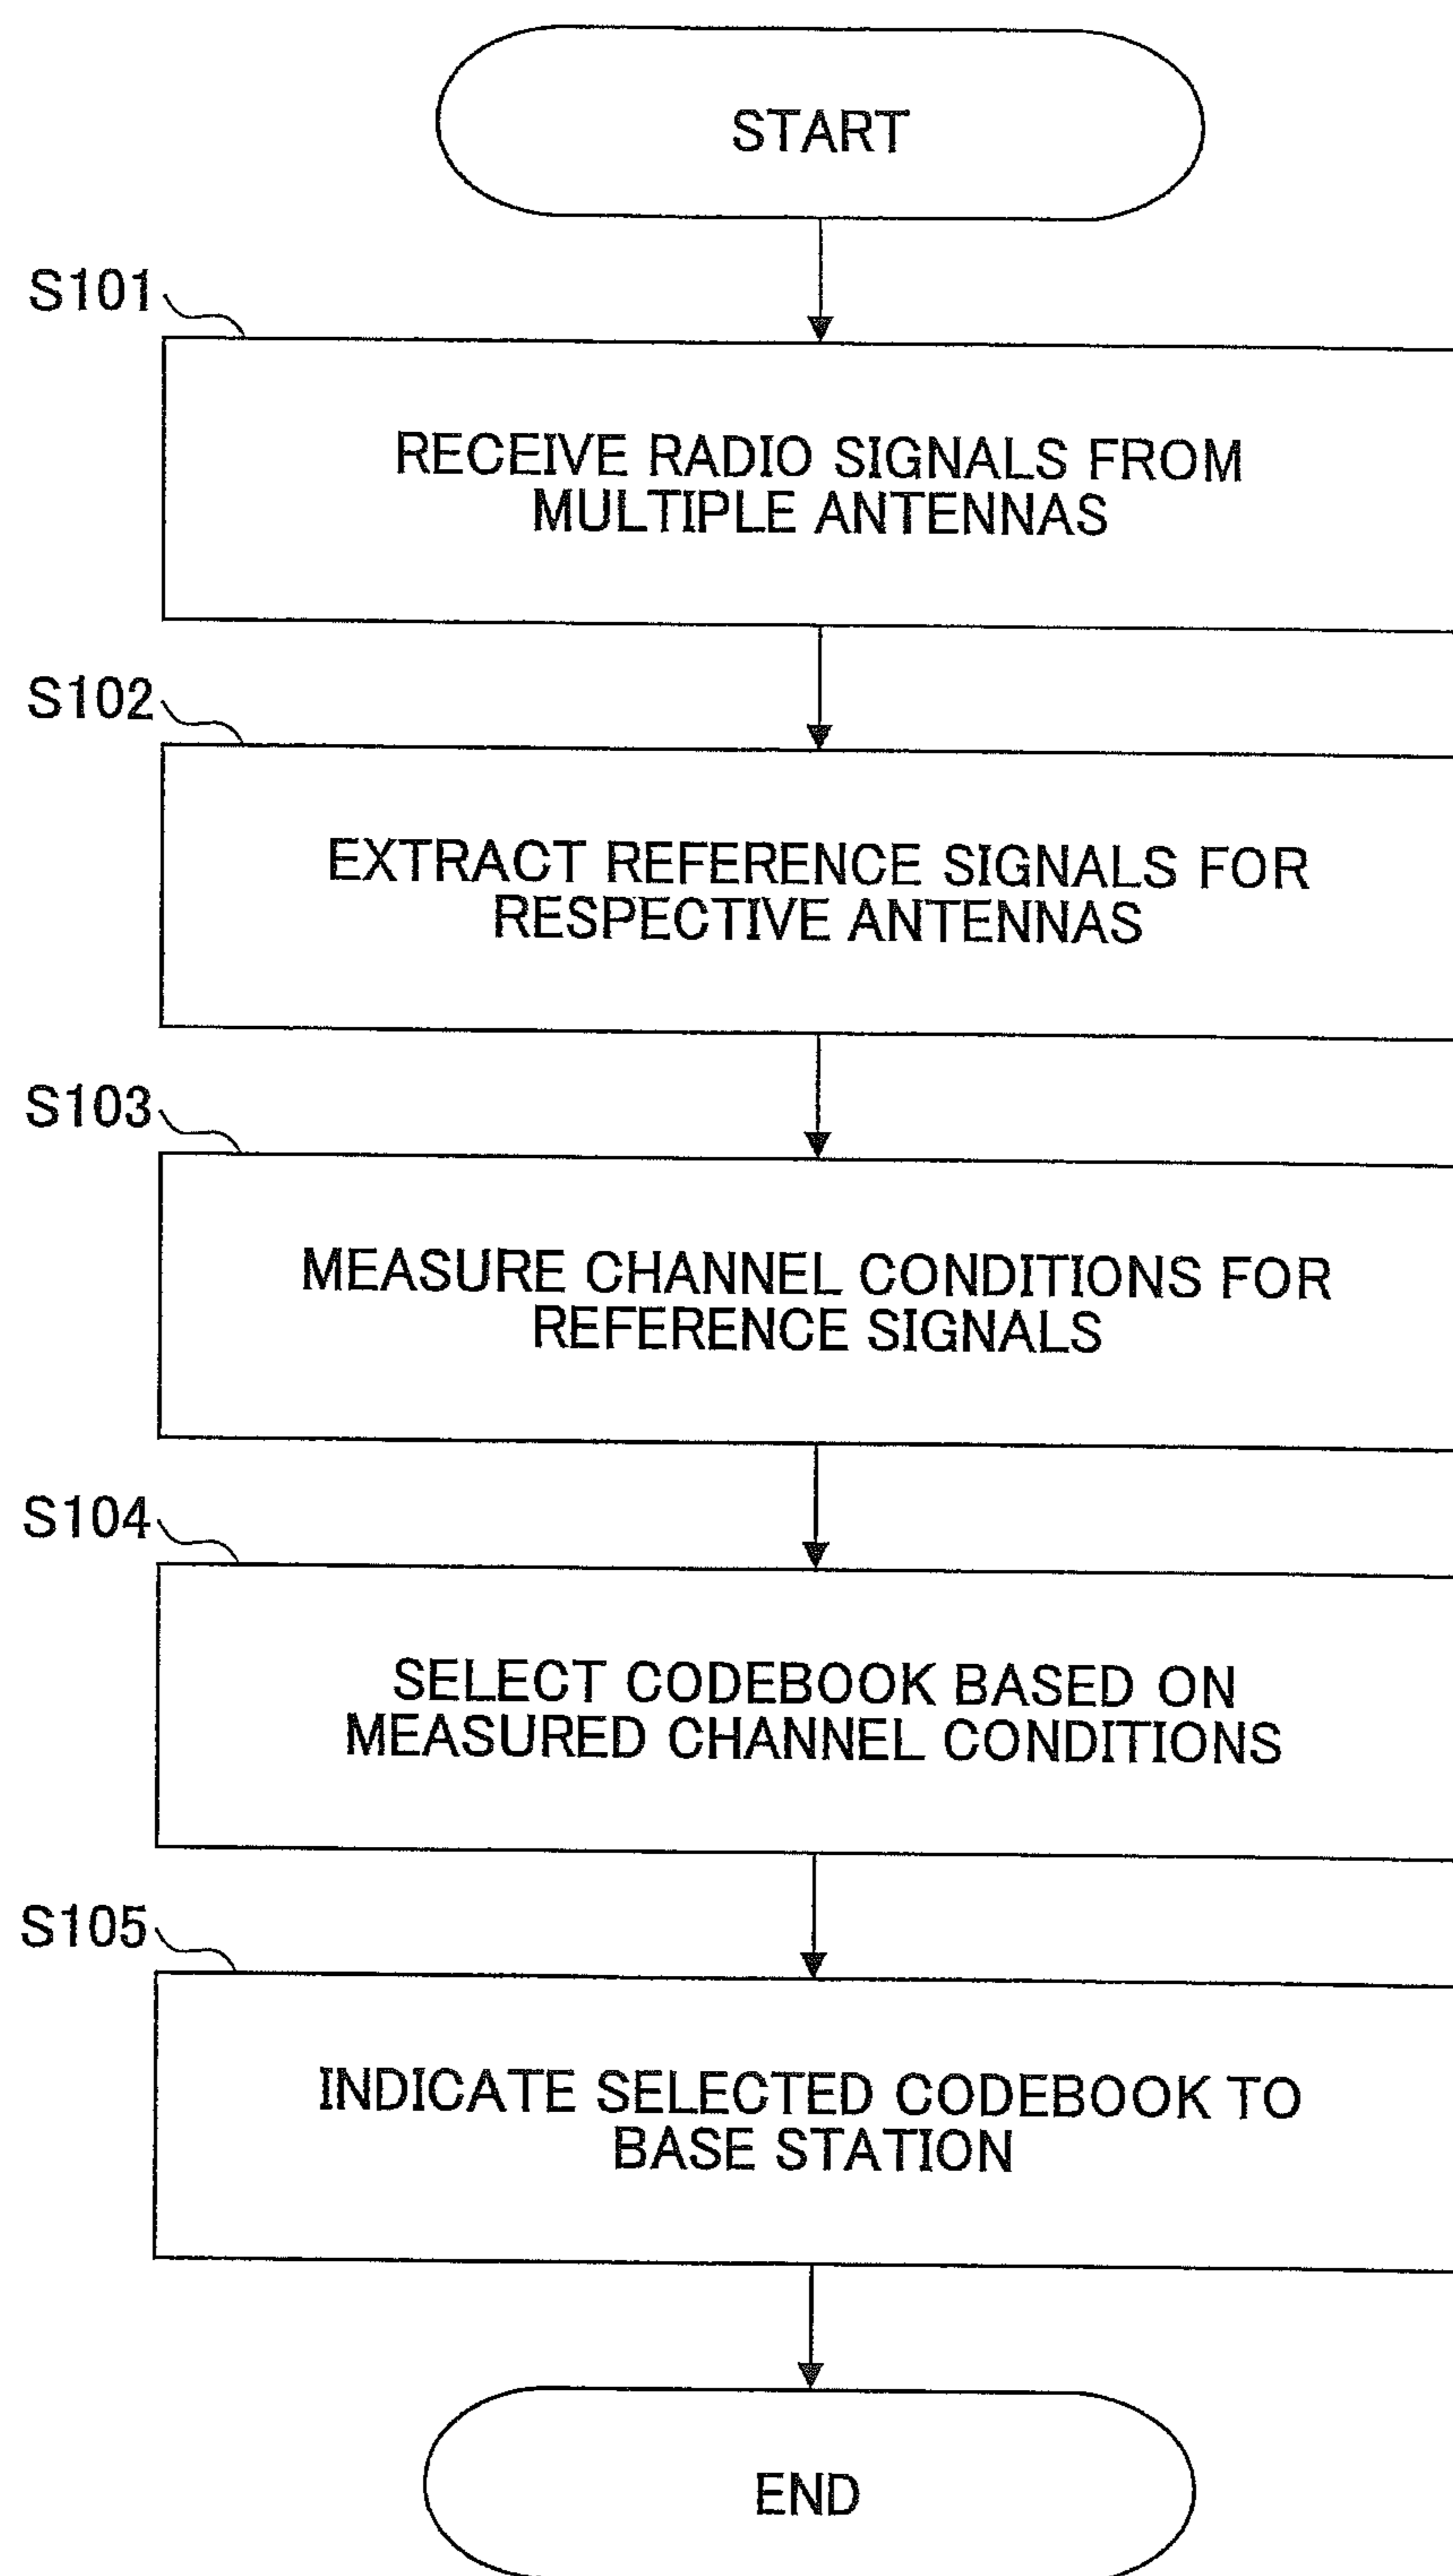 START
S101
RECEIVE RADIO SIGNALS FROM
MULTIPLE ANTENNAS
S102
EXTRACT REFERENCE SIGNALS FOR
RESPECTIVE ANTENNAS
S103
MEASURE CHANNEL CONDITIONS FOR
REFERENCE SIGNALS
S104
SELECT CODEBOOK BASED ON
MEASURED CHANNEL CONDITIONS
S105
INDICATE SELECTED CODEBOOK TO
BASE STATION
END